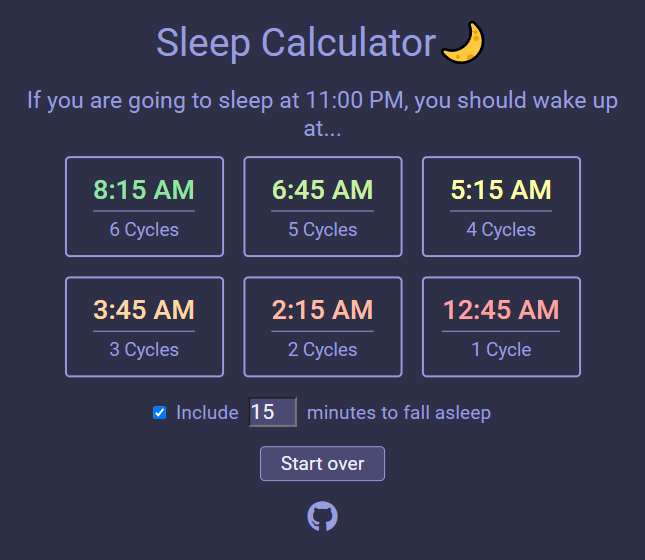 Sleep Calculator
If you are going to sleep at 11:00 PM, you should wake up
at...
8:15 AM
6 Cycles
6:45 AM
5 Cycles
5:15 AM
4 Cycles
3:45 AM
3 Cycles
2:15 AM
2 Cycles
12:45 AM
1 Cycle
Include 15 minutes to fall asleep
Start over